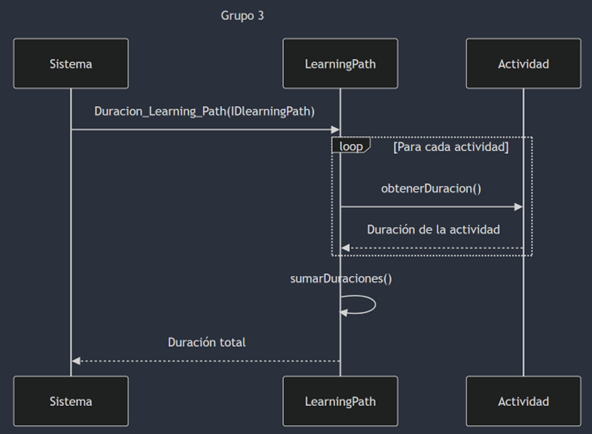 Grupo 3
Sistema
LearningPath
Actividad
Duracion_Learning_Path(IDlearningPath)
loop
[Para cada actividad]
obtenerDuracion()
Duración de la actividad
sumarDuraciones()
Duración total
Sistema
LearningPath
Actividad